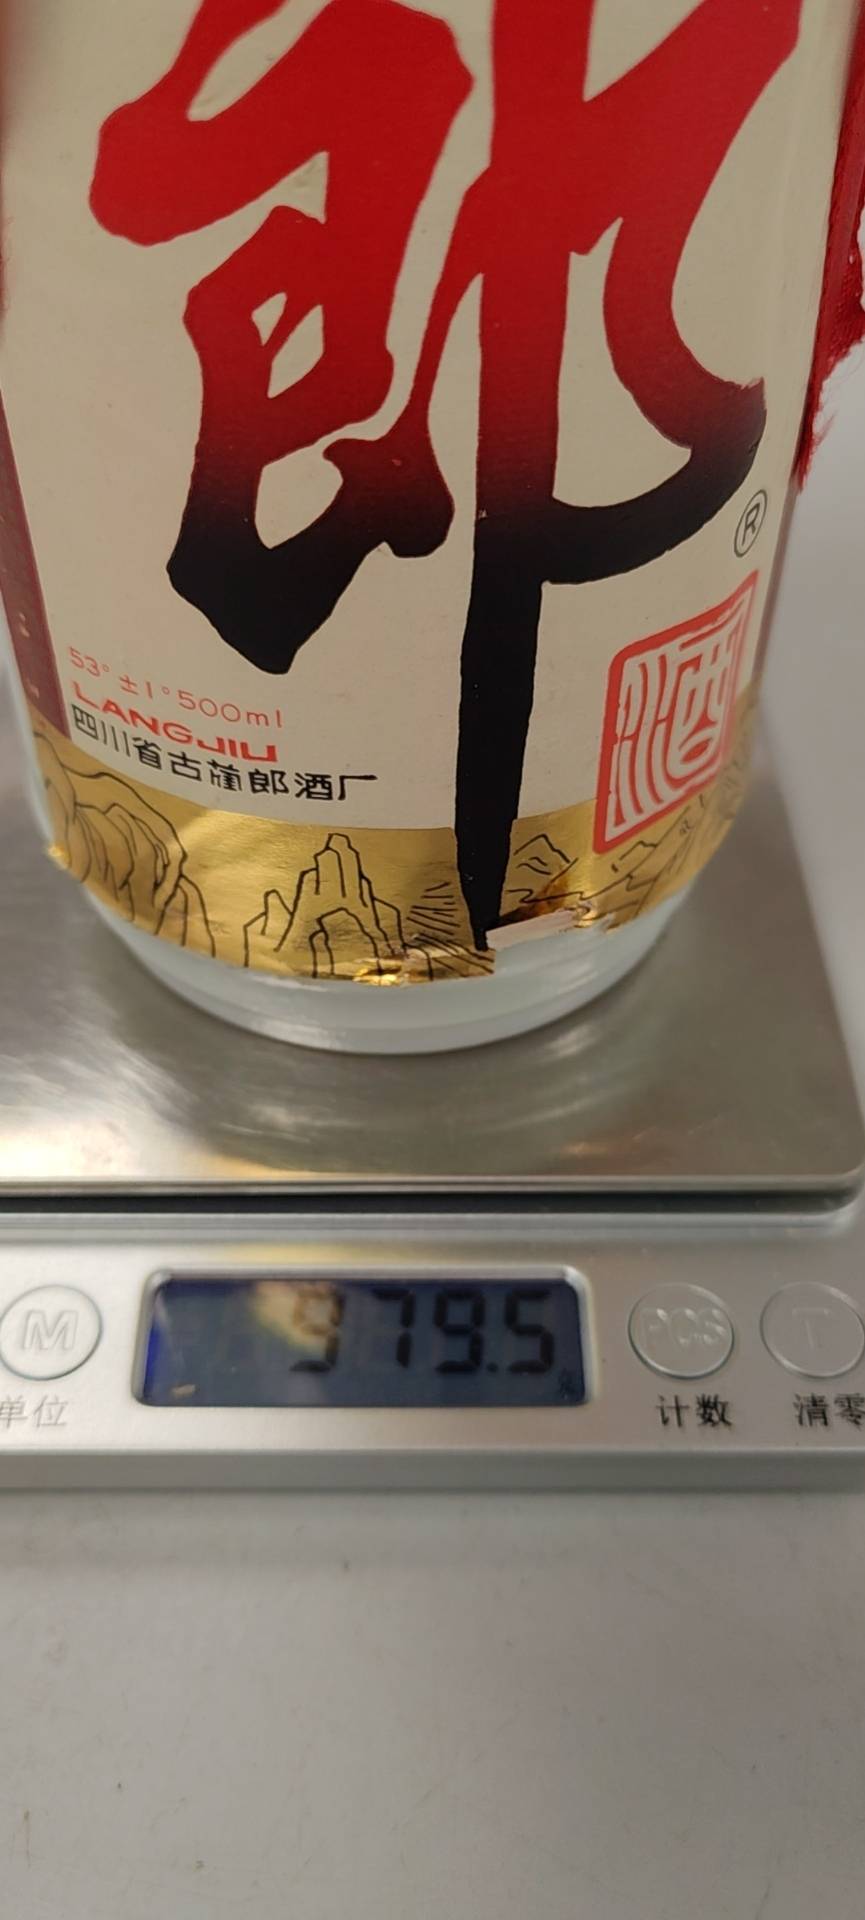 郎
®
酒
53°±1°500ml
LANGJIU
四川省古蔺郎酒厂
979.5
M
PCS
T
单位
计数
清零